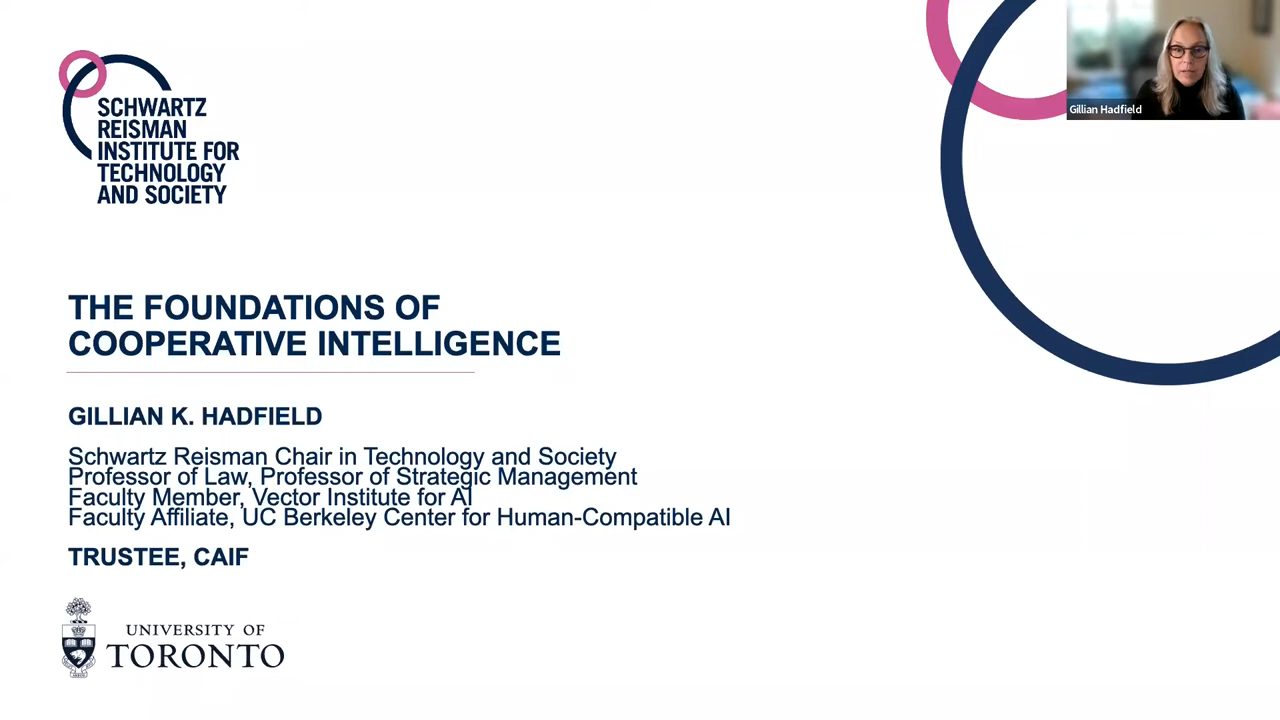 SCHWARTZ
REISMAN
INSTITUTE FOR
TECHNOLOGY
AND SOCIETY
Gillian Hadfield
THE FOUNDATIONS OF
COOPERATIVE INTELLIGENCE
GILLIAN K. HADFIELD
Schwartz Reisman Chair in Technology and Society
Professor of Law, Professor of Strategic Management
Faculty Member, Vector Institute for AI
Faculty Affiliate, UC Berkeley Center for Human-Compatible AI
TRUSTEE, CAIF
UNIVERSITY OF
TORONTO